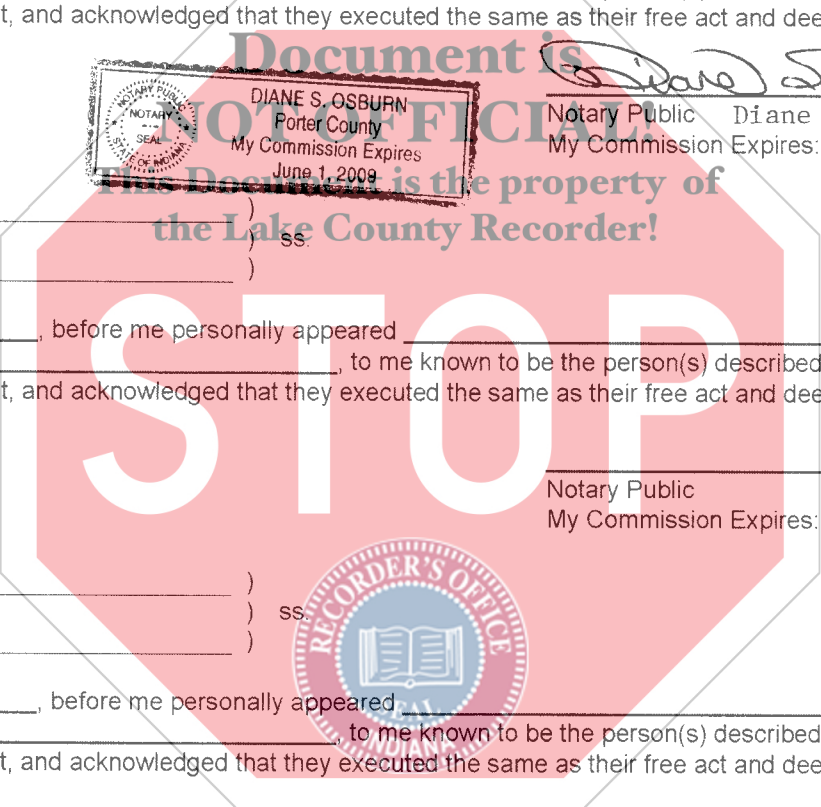 t, and acknowledged that they executed the same as their free act and dee
Document is
NOT OFFICIAL!
This Document is the property of
the Lake County Recorder!
NOTARY PUBLIC
NOTARY
SEAL
STATE OF INDIANA
DIANE S. OSBURN
Porter County
My Commission Expires
June 1, 2009
Notary Public Diane
My Commission Expires:
)
) ss.
)
, before me personally appeared
, to me known to be the person(s) described
t, and acknowledged that they executed the same as their free act and dee
STOP
Notary Public
My Commission Expires:
)
) ss.
)
RECORDER'S OFFICE
SEAL
INDIANA
, before me personally appeared
, to me known to be the person(s) described
t, and acknowledged that they executed the same as their free act and dee